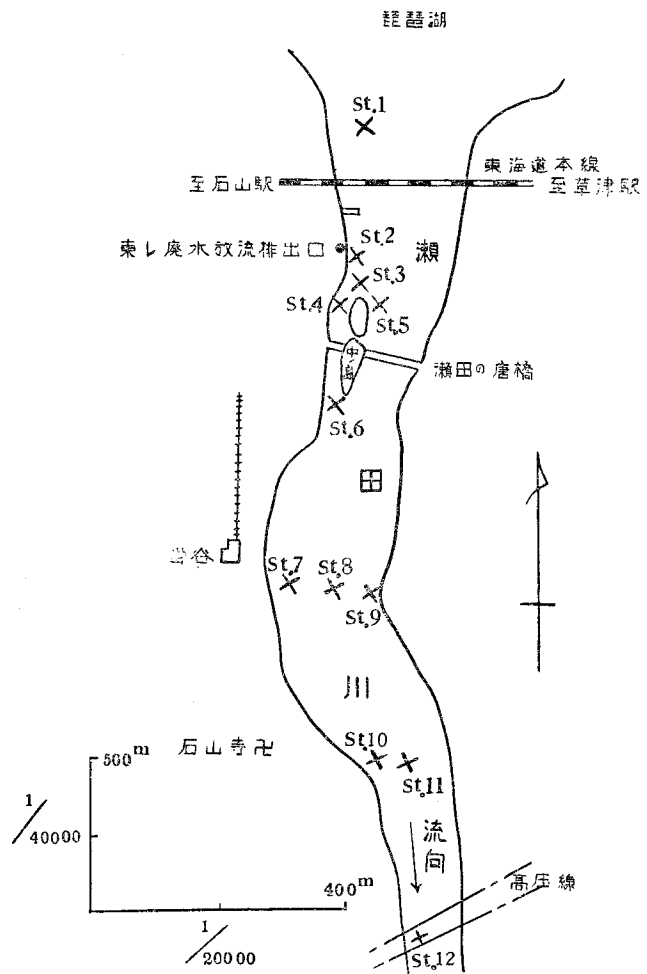 琵琶湖
St.1
東海道本線
至石山駅
至草津駅
東レ廃水放流排出口
St.2
瀬
St.3
St.4
St.5
中島
瀬田の唐橋
St.6
田
蛍谷
St.7
St.8
St.9
川
石山寺卍
500m
St.10
St.11
1/40000
流向
400m
高圧線
1/20000
St.12